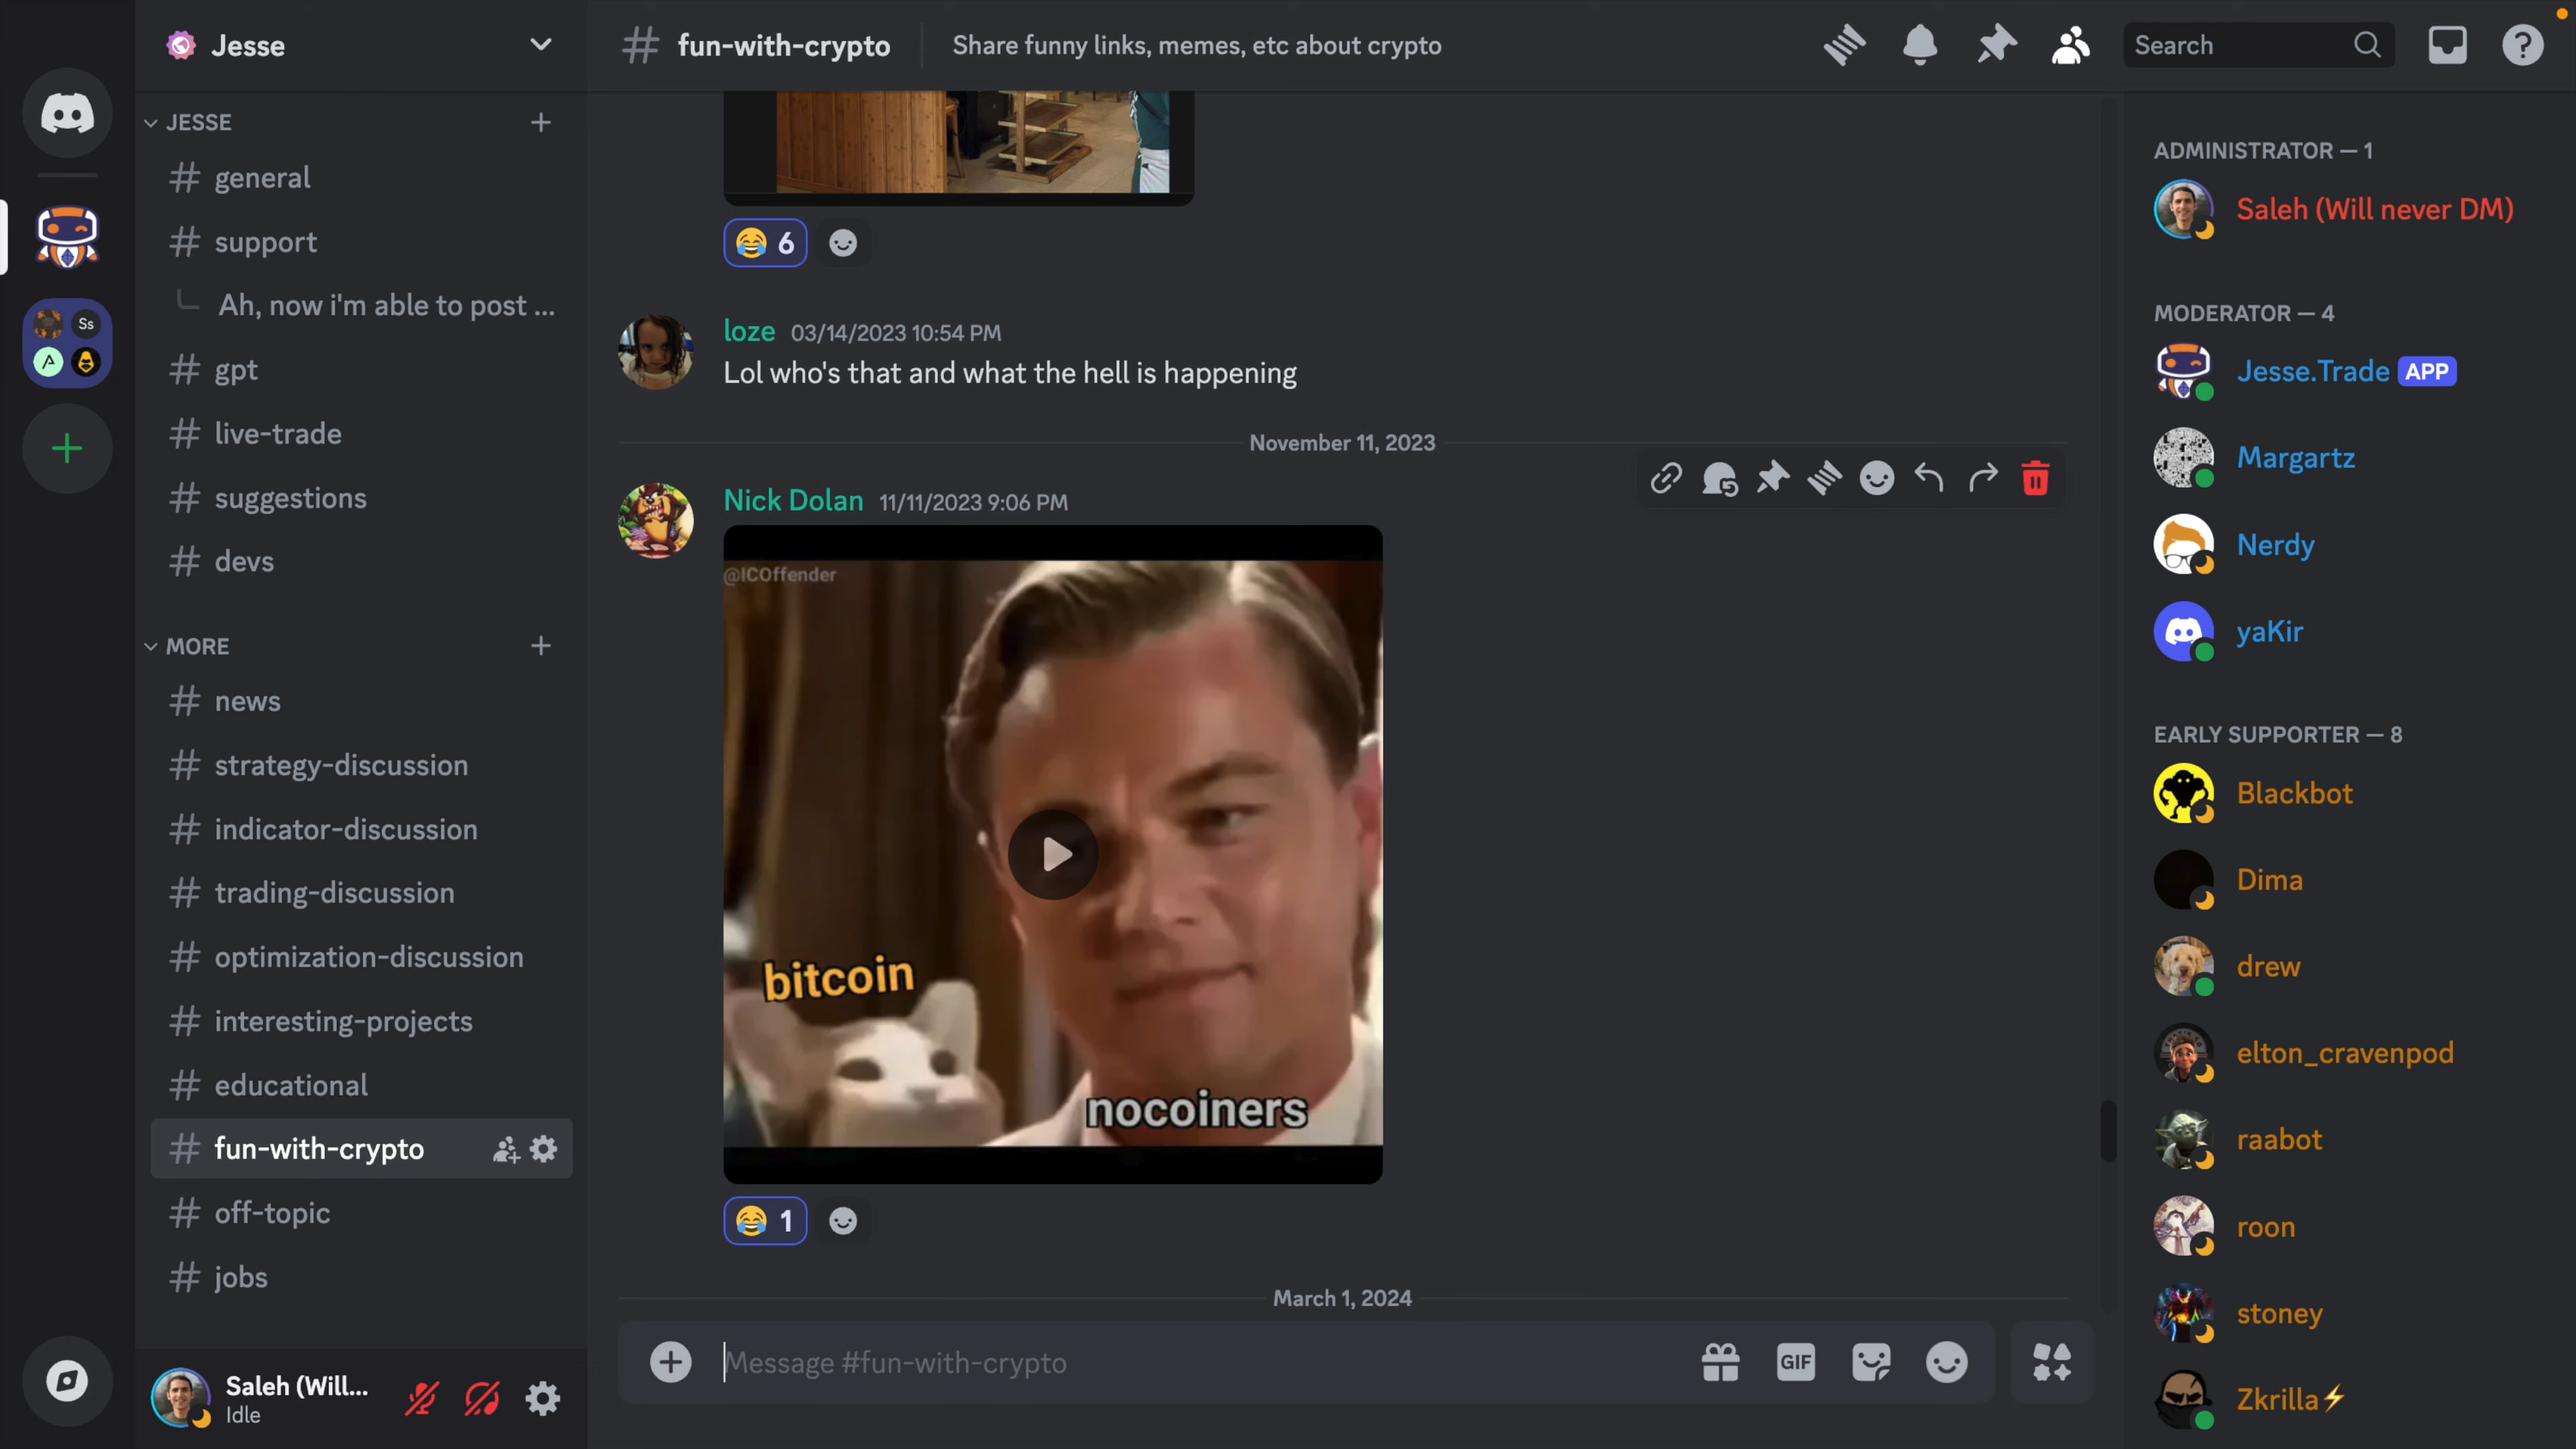 Jesse
JESSE
general
support
Ah, now i'm able to post ...
gpt
live-trade
suggestions
devs
MORE
news
strategy-discussion
indicator-discussion
trading-discussion
optimization-discussion
interesting-projects
educational
fun-with-crypto
off-topic
jobs
Saleh (Will...
Idle
Ss
fun-with-crypto
Share funny links, memes, etc about crypto
Search
6
loze 03/14/2023 10:54 PM
Lol who's that and what the hell is happening
November 11, 2023
Nick Dolan 11/11/2023 9:06 PM
@ICOffender
bitcoin
nocoiners
1
March 1, 2024
Message #fun-with-crypto
GIF
ADMINISTRATOR — 1
Saleh (Will never DM)
MODERATOR — 4
Jesse.Trade APP
Margartz
Nerdy
yaKir
EARLY SUPPORTER — 8
Blackbot
Dima
drew
elton_cravenpod
raabot
roon
stoney
Zkrilla⚡